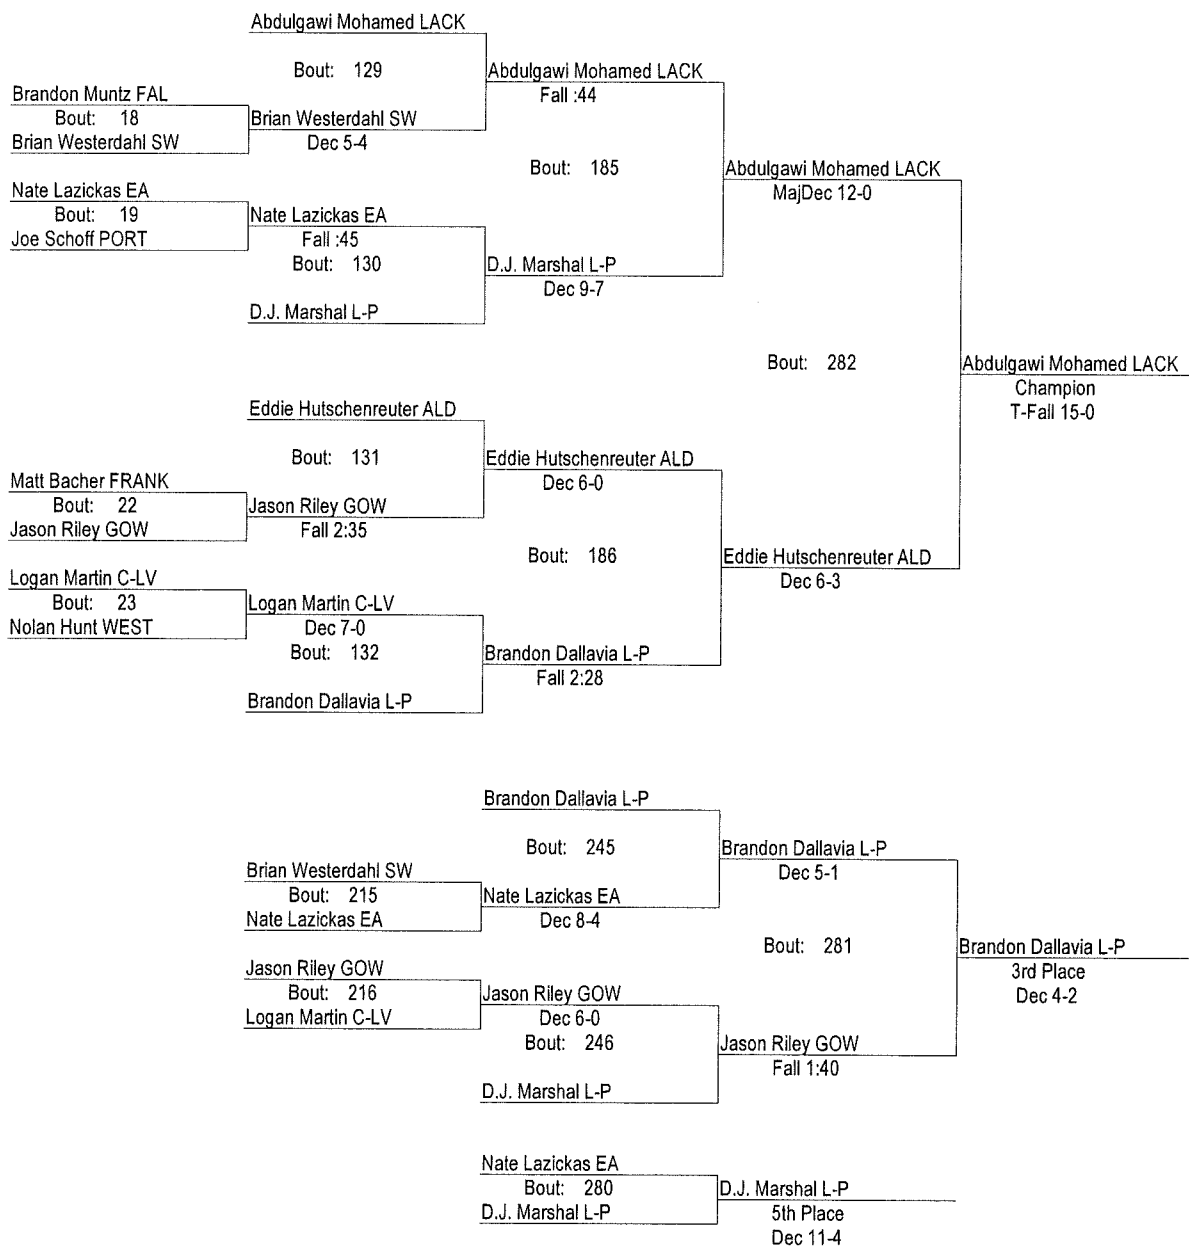 Abdulgawi Mohamed LACK
Bout: 129
Abdulgawi Mohamed LACK
Fall :44
Brandon Muntz FAL
Bout: 18
Brian Westerdahl SW
Brian Westerdahl SW
Dec 5-4
Bout: 185
Abdulgawi Mohamed LACK
MajDec 12-0
Nate Lazickas EA
Bout: 19
Joe Schoff PORT
Nate Lazickas EA
Fall :45
Bout: 130
D.J. Marshal L-P
Dec 9-7
D.J. Marshal L-P
Bout: 282
Abdulgawi Mohamed LACK
Champion
T-Fall 15-0
Eddie Hutschenreuter ALD
Bout: 131
Eddie Hutschenreuter ALD
Dec 6-0
Matt Bacher FRANK
Bout: 22
Jason Riley GOW
Jason Riley GOW
Fall 2:35
Bout: 186
Eddie Hutschenreuter ALD
Dec 6-3
Logan Martin C-LV
Bout: 23
Nolan Hunt WEST
Logan Martin C-LV
Dec 7-0
Bout: 132
Brandon Dallavia L-P
Fall 2:28
Brandon Dallavia L-P
Brandon Dallavia L-P
Bout: 245
Brandon Dallavia L-P
Dec 5-1
Brian Westerdahl SW
Bout: 215
Nate Lazickas EA
Nate Lazickas EA
Dec 8-4
Bout: 281
Brandon Dallavia L-P
3rd Place
Dec 4-2
Jason Riley GOW
Bout: 216
Logan Martin C-LV
Jason Riley GOW
Dec 6-0
Bout: 246
Jason Riley GOW
Fall 1:40
D.J. Marshal L-P
Nate Lazickas EA
Bout: 280
D.J. Marshal L-P
D.J. Marshal L-P
5th Place
Dec 11-4